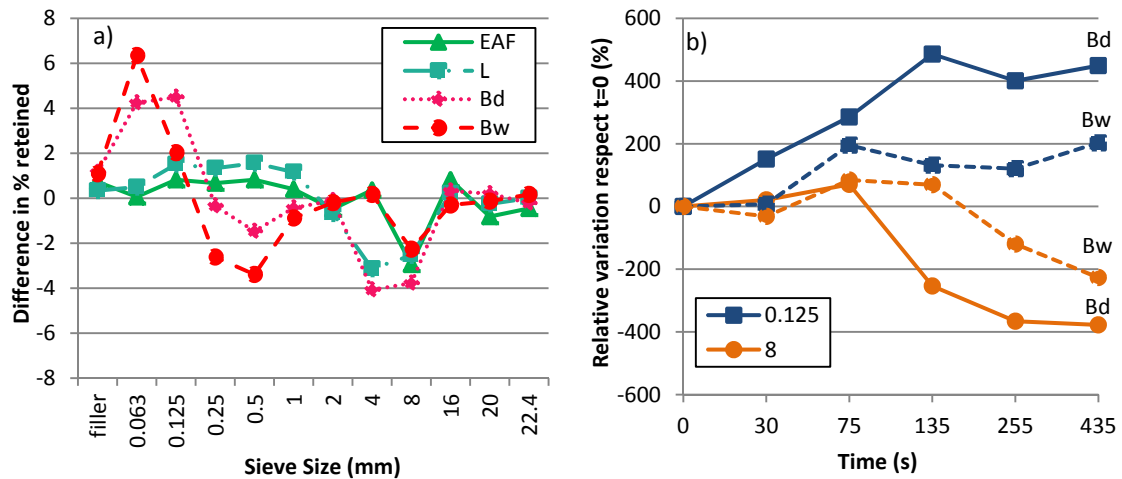 a)
Difference in % reteined
8
6
4
2
0
-2
-4
-6
-8
EAF
L
Bd
Bw
filler
0.063
0.125
0.25
0.5
1
2
4
8
16
20
22.4
Sieve Size (mm)
b)
Relative variation respect t=0 (%)
600
400
200
0
-200
-400
-600
Bd
Bw
Bw
Bd
0.125
8
0 30 75 135 255 435
Time (s)